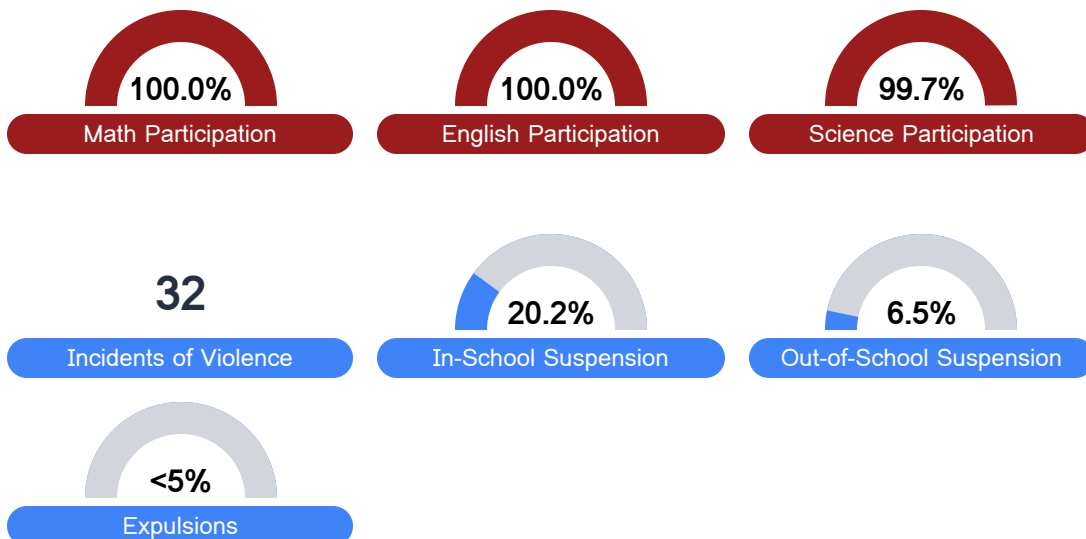 100.0%
100.0%
99.7%
Math Participation
English Participation
Science Participation
32
20.2%
6.5%
Incidents of Violence
In-School Suspension
Out-of-School Suspension
<5%
Expulsions